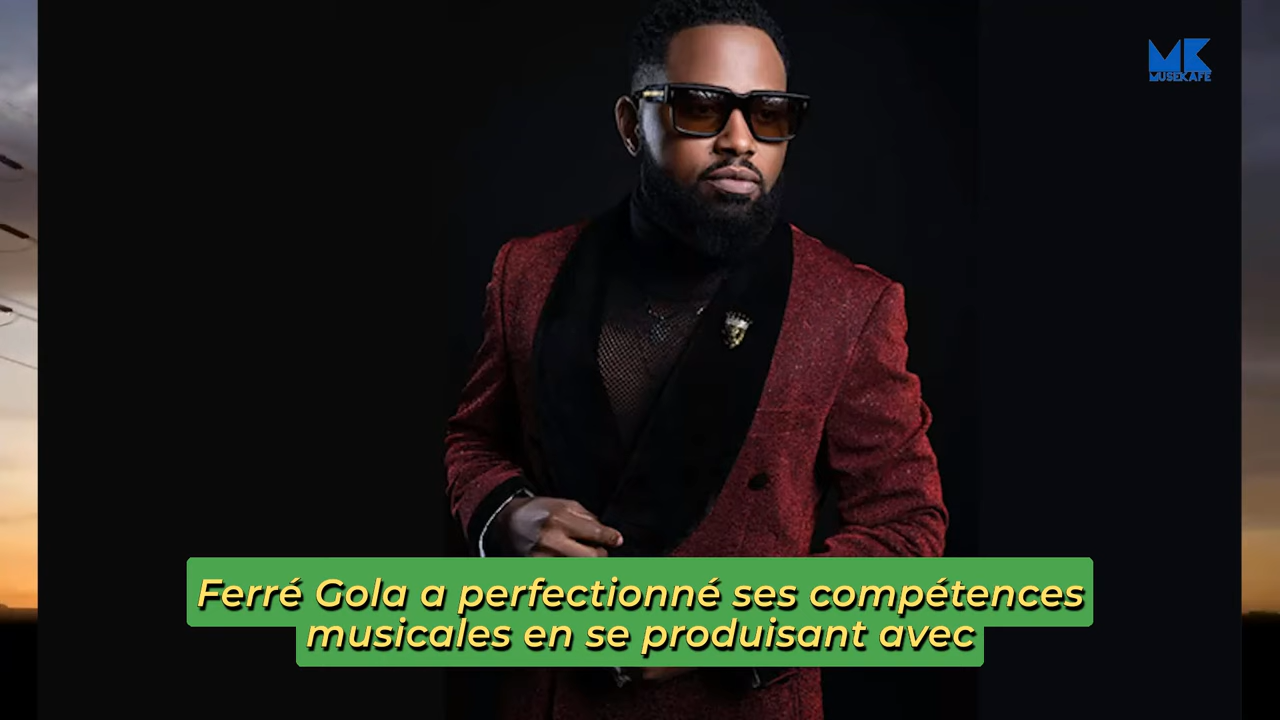 MK
MUSEKAFE
Ferré Gola a perfectionné ses compétences
musicales en se produisant avec